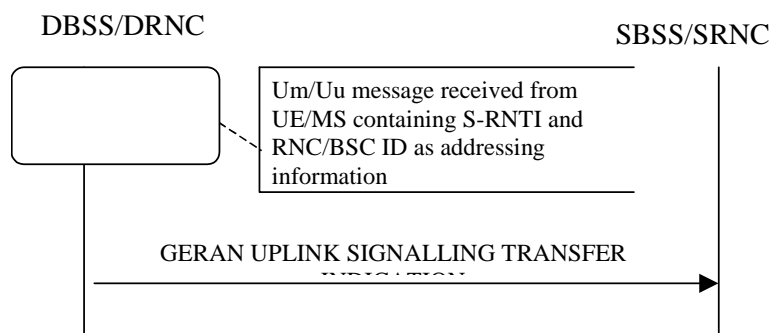 DBSS/DRNC
SBSS/SRNC
Um/Uu message received from
UE/MS containing S-RNTI and
RNC/BSC ID as addressing
information
GERAN UPLINK SIGNALLING TRANSFER
INDICATION